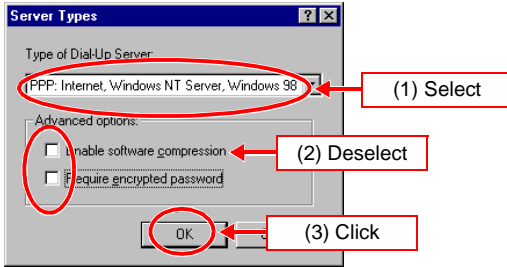 Server Types
Type of Dial-Up Server:
PPP: Internet, Windows NT Server, Windows 98
(1) Select
Advanced options:
Enable software compression
(2) Deselect
Require encrypted password
OK
(3) Click